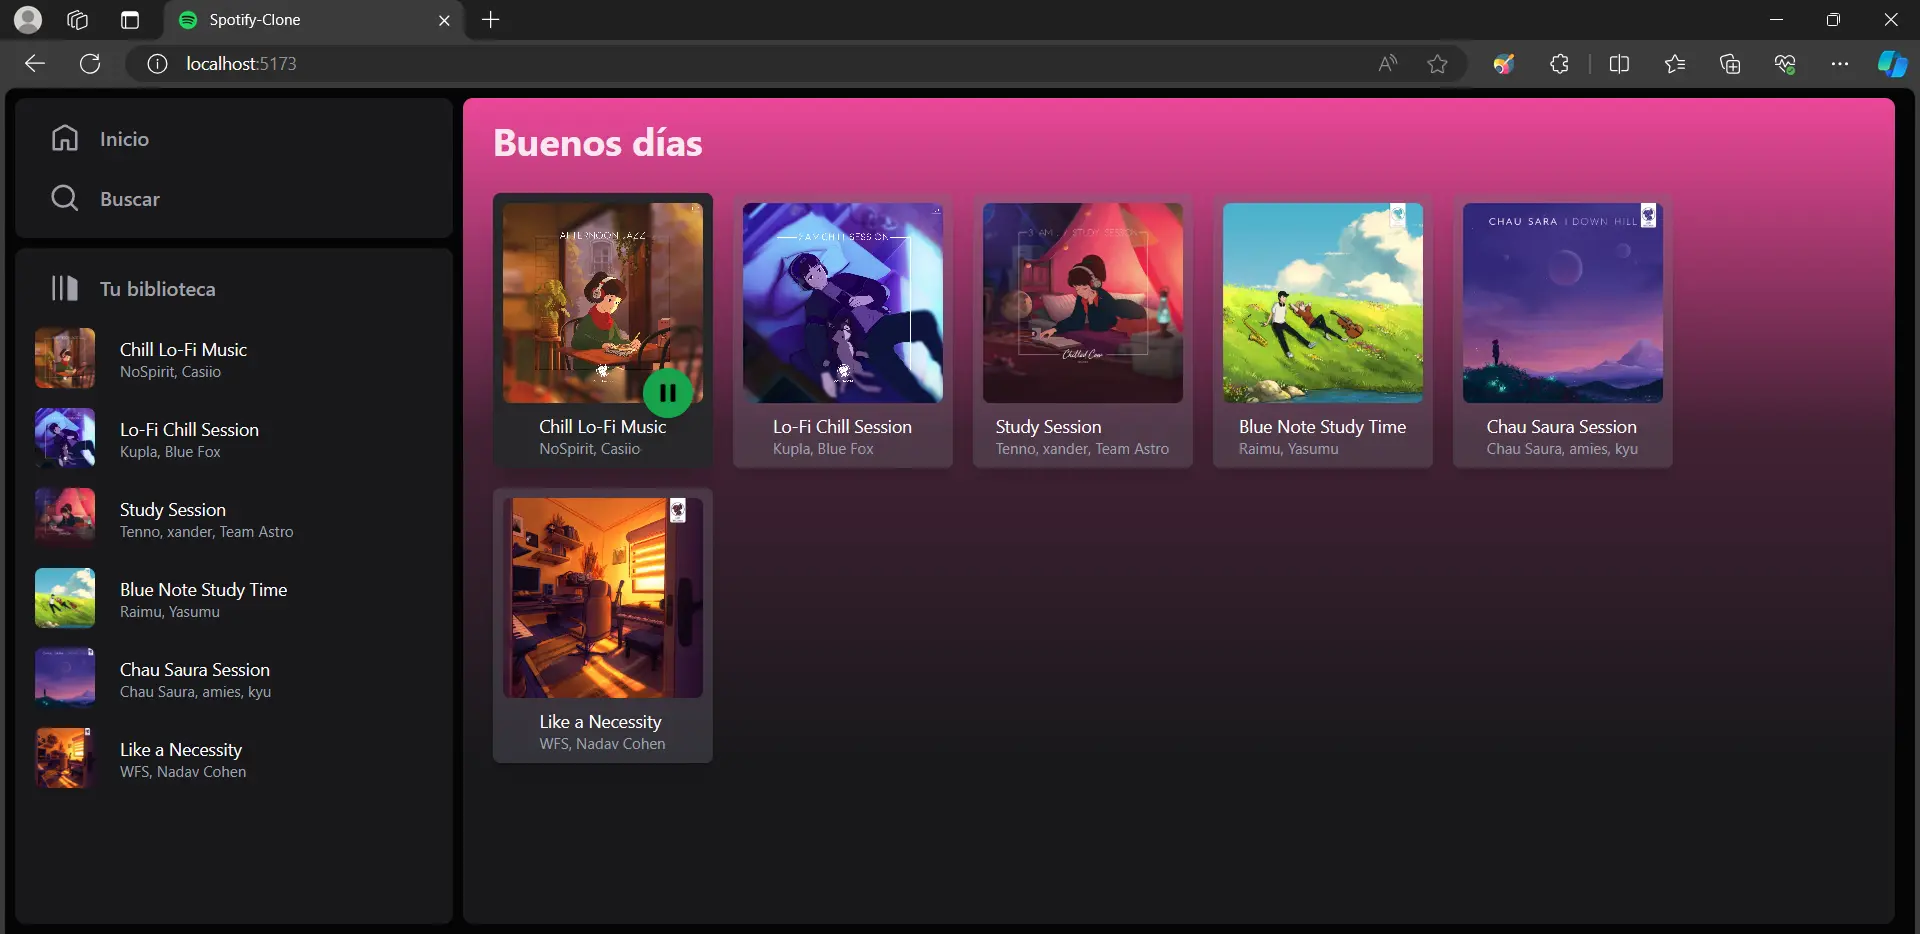 Spotify-Clone
localhost:5173
Inicio
Buscar
Tu biblioteca
Chill Lo-Fi Music
NoSpirit, Casiio
Lo-Fi Chill Session
Kupla, Blue Fox
Study Session
Tenno, xander, Team Astro
Blue Note Study Time
Raimu, Yasumu
Chau Saura Session
Chau Saura, amies, kyu
Like a Necessity
WFS, Nadav Cohen
Buenos días
AFTERNOON JAZZ
Chill Lo-Fi Music
NoSpirit, Casiio
2 AM CHILL SESSION
Lo-Fi Chill Session
Kupla, Blue Fox
3 AM STUDY SESSION
Chilled Cow
Study Session
Tenno, xander, Team Astro
Blue Note Study Time
Raimu, Yasumu
CHAU SARA | DOWN HILL
Chau Saura Session
Chau Saura, amies, kyu
Like a Necessity
WFS, Nadav Cohen